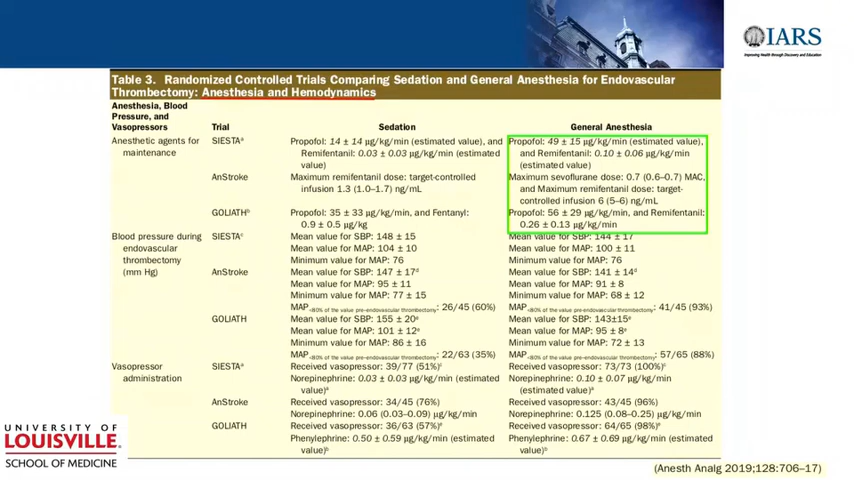 IARS
Improving Health through Discovery and Education
Table 3. Randomized Controlled Trials Comparing Sedation and General Anesthesia for Endovascular
Thrombectomy: Anesthesia and Hemodynamics
Anesthesia, Blood
Pressure, and
Vasopressors Trial Sedation General Anesthesia
Anesthetic agents for SIESTAᵃ Propofol: 14 ± 14 μg/kg/min (estimated value), and Propofol: 49 ± 15 μg/kg/min (estimated value),
maintenance Remifentanil: 0.03 ± 0.03 μg/kg/min (estimated and Remifentanil: 0.10 ± 0.06 μg/kg/min
value) (estimated value)
AnStroke Maximum remifentanil dose: target-controlled Maximum sevoflurane dose: 0.7 (0.6–0.7) MAC,
infusion 1.3 (1.0–1.7) ng/mL and Maximum remifentanil dose: target-
controlled infusion 6 (5–6) ng/mL
GOLIATHᵇ Propofol: 35 ± 33 μg/kg/min, and Fentanyl: Propofol: 56 ± 29 μg/kg/min, and Remifentanil:
0.9 ± 0.5 μg/kg 0.26 ± 0.13 μg/kg/min
Blood pressure during SIESTAᶜ Mean value for SBP: 148 ± 15 Mean value for SBP: 144 ± 17
endovascular Mean value for MAP: 104 ± 10 Mean value for MAP: 100 ± 11
thrombectomy Minimum value for MAP: 76 Minimum value for MAP: 76
(mm Hg) AnStroke Mean value for SBP: 147 ± 17ᵈ Mean value for SBP: 141 ± 14ᵈ
Mean value for MAP: 95 ± 11 Mean value for MAP: 91 ± 8
Minimum value for MAP: 77 ± 15 Minimum value for MAP: 68 ± 12
MAP<80% of the value pre-endovascular thrombectomy: 26/45 (60%) MAP<80% of the value pre-endovascular thrombectomy: 41/45 (93%)
GOLIATH Mean value for SBP: 155 ± 20ᵉ Mean value for SBP: 143±15ᵉ
Mean value for MAP: 101 ± 12ᵉ Mean value for MAP: 95 ± 8ᵉ
Minimum value for MAP: 86 ± 16 Minimum value for MAP: 72 ± 13
MAP<80% of the value pre-endovascular thrombectomy: 22/63 (35%) MAP<80% of the value pre-endovascular thrombectomy: 57/65 (88%)
Vasopressor SIESTAᵃ Received vasopressor: 39/77 (51%)ᶜ Received vasopressor: 73/73 (100%)ᶜ
administration Norepinephrine: 0.03 ± 0.03 μg/kg/min (estimated Norepinephrine: 0.10 ± 0.07 μg/kg/min
value)ᵃ (estimated value)ᵃ
AnStroke Received vasopressor: 34/45 (76%) Received vasopressor: 43/45 (96%)
Norepinephrine: 0.06 (0.03–0.09) μg/kg/min Norepinephrine: 0.125 (0.08–0.25) μg/kg/min
GOLIATH Received vasopressor: 36/63 (57%)ᵉ Received vasopressor: 64/65 (98%)ᵉ
Phenylephrine: 0.50 ± 0.59 μg/kg/min (estimated Phenylephrine: 0.67 ± 0.69 μg/kg/min (estimated
value)ᵇ value)ᵇ
UNIVERSITY OF
LOUISVILLE.
SCHOOL OF MEDICINE
(Anesth Analg 2019;128:706–17)